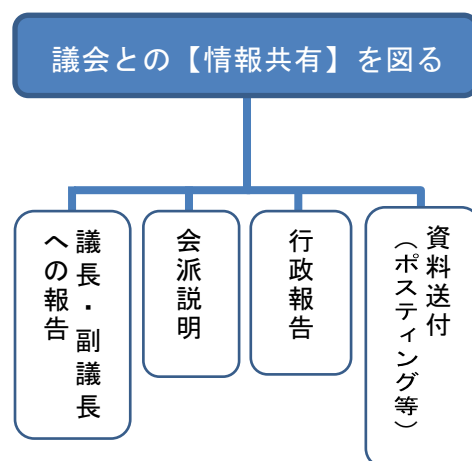 議会との【情報共有】を図る
議長・副議長
への報告
会派説明
行政報告
資料送付
（ポスティング等）